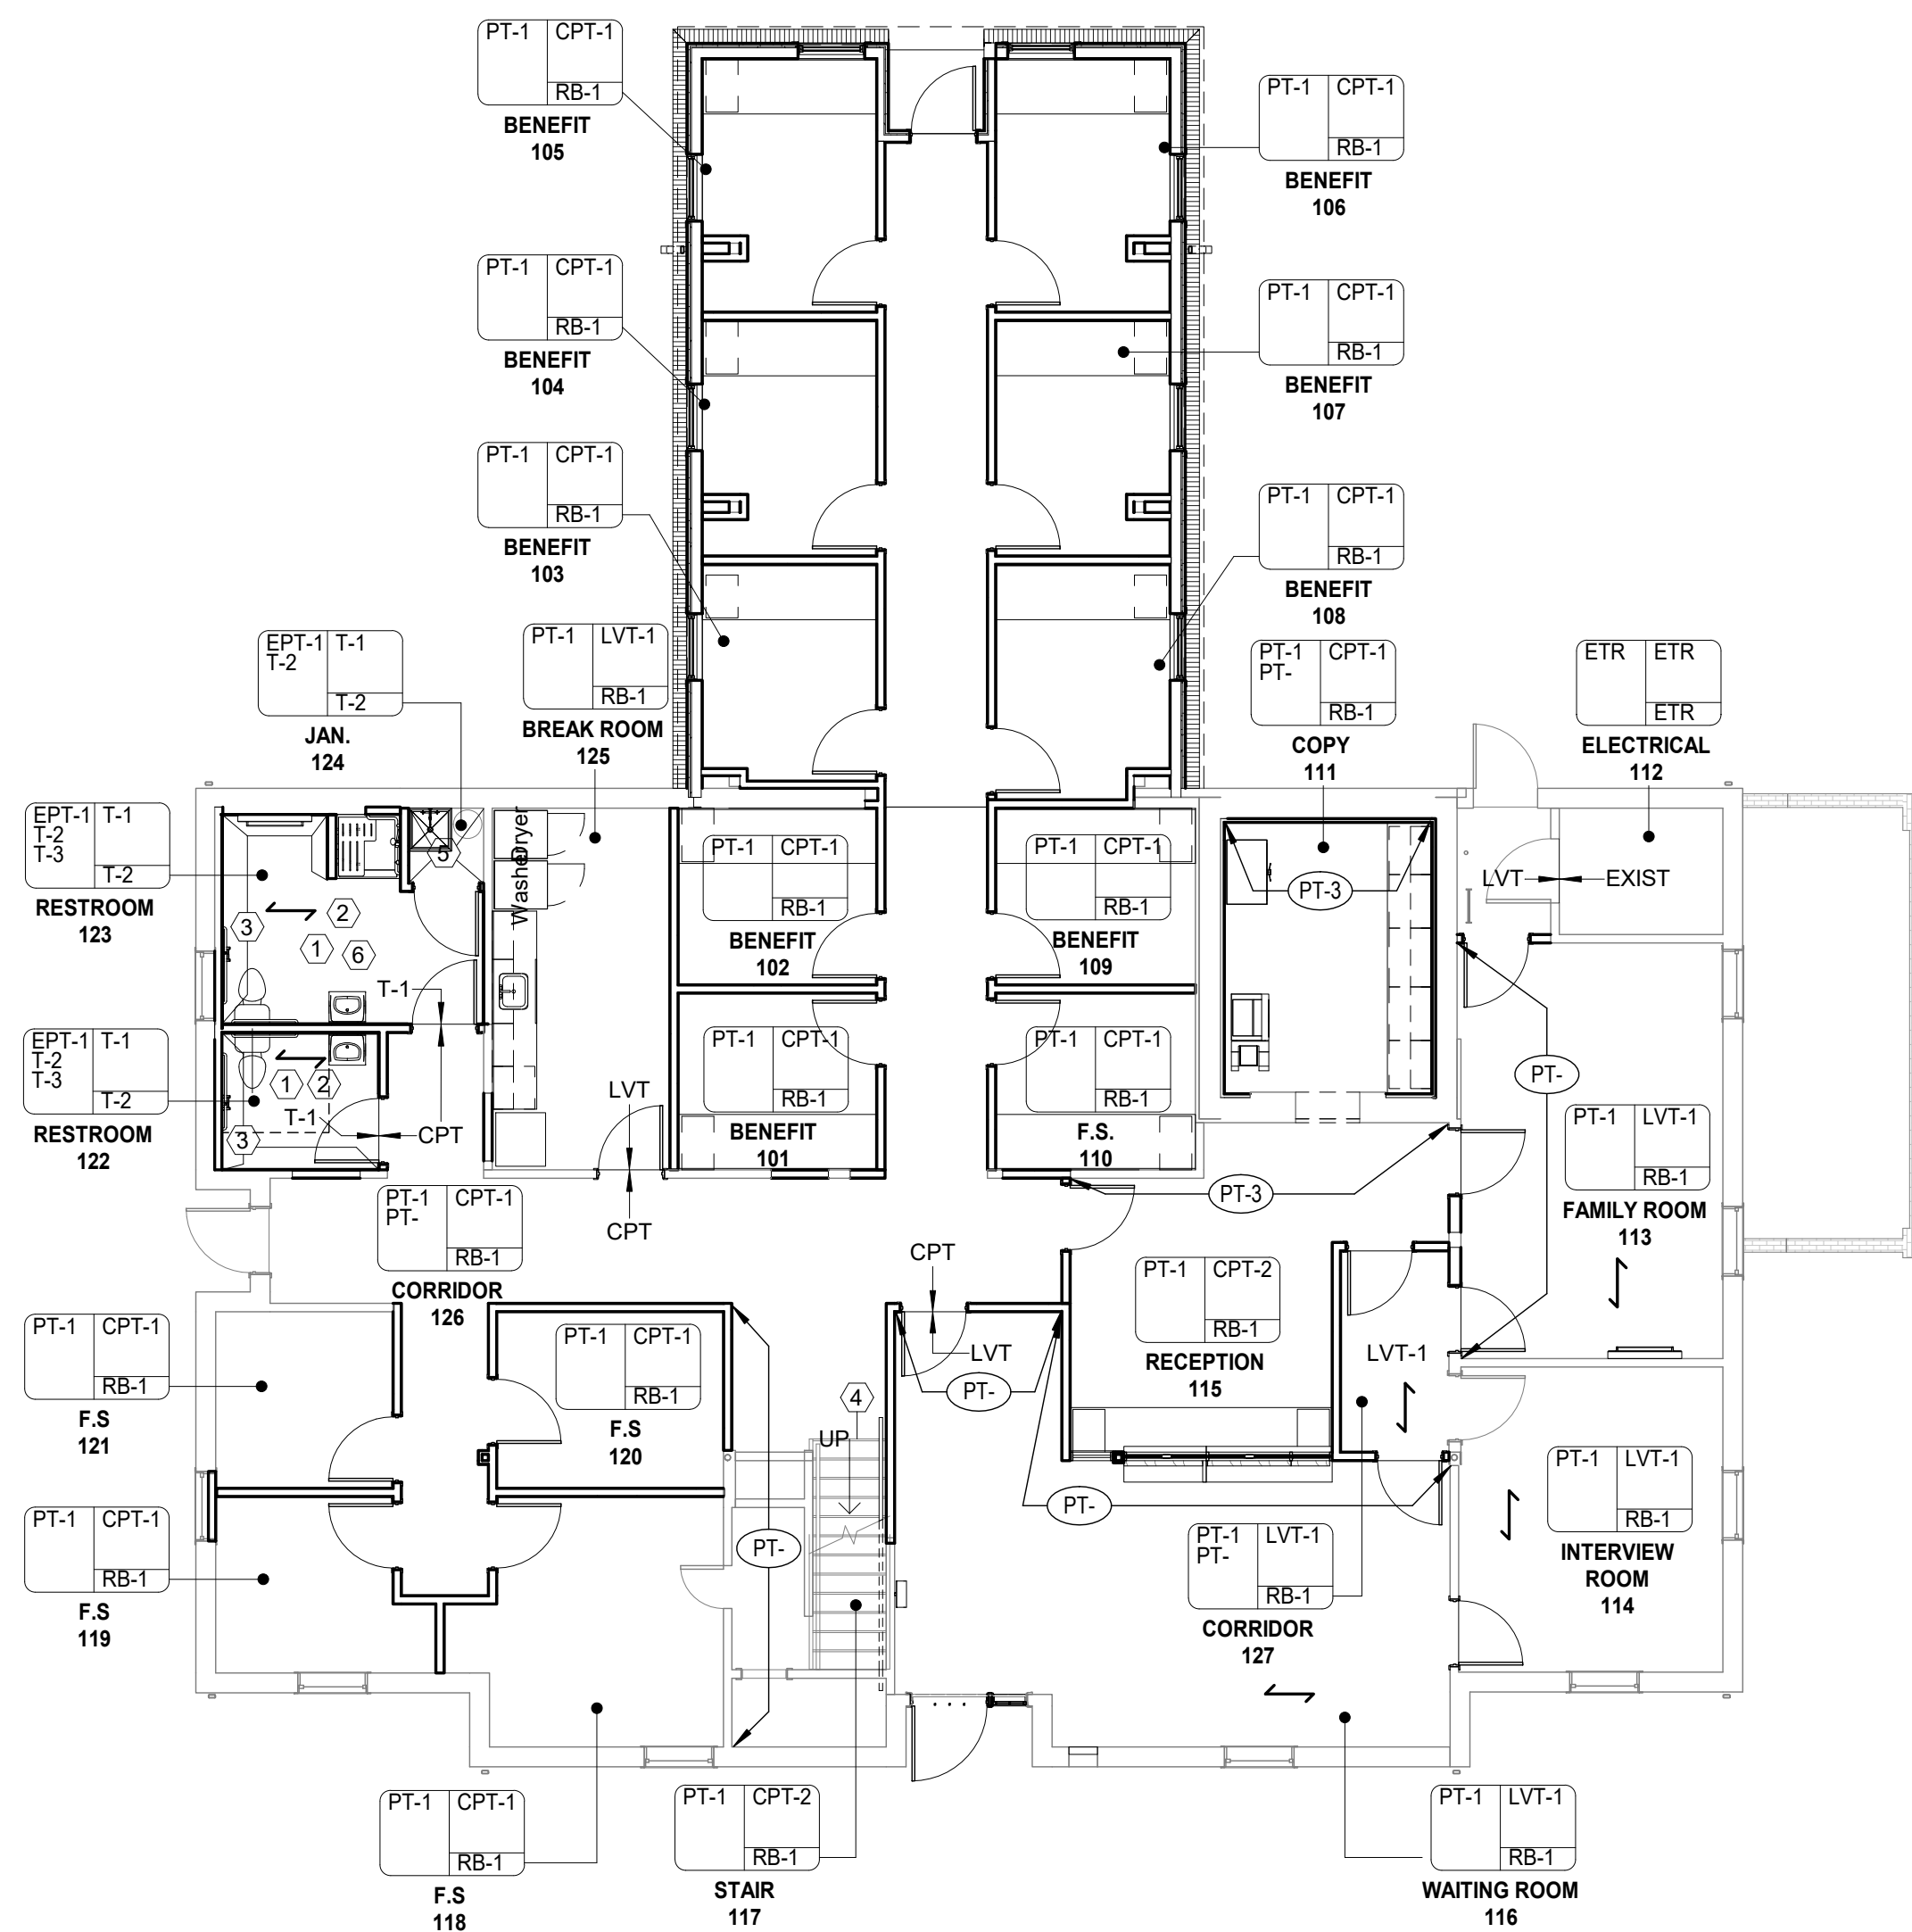 PT-1 CPT-1
RB-1
BENEFIT
105
PT-1 CPT-1
RB-1
BENEFIT
106
PT-1 CPT-1
RB-1
BENEFIT
104
PT-1 CPT-1
RB-1
BENEFIT
107
PT-1 CPT-1
RB-1
BENEFIT
103
PT-1 CPT-1
RB-1
BENEFIT
108
EPT-1 T-1
T-2
T-2
JAN.
124
PT-1 LVT-1
RB-1
BREAK ROOM
125
PT-1 CPT-1
PT-
RB-1
COPY
111
ETR ETR
ETR
ELECTRICAL
112
EPT-1 T-1
T-2
T-3
T-2
RESTROOM
123
5
3
2
1
6
Dryer
Washer
PT-1 CPT-1
RB-1
BENEFIT
102
PT-1 CPT-1
RB-1
BENEFIT
109
PT-3
LVT
EXIST
T-1
EPT-1 T-1
T-2
T-3
T-2
RESTROOM
122
1
2
T-1
3
CPT
LVT
CPT
PT-1 CPT-1
RB-1
BENEFIT
101
PT-1 CPT-1
RB-1
F.S.
110
PT-
PT-1 LVT-1
RB-1
FAMILY ROOM
113
PT-3
PT-1 CPT-1
PT-
RB-1
CORRIDOR
126
CPT
LVT
PT-
PT-1 CPT-2
RB-1
RECEPTION
115
LVT-1
PT-1 CPT-1
RB-1
F.S
121
PT-1 CPT-1
RB-1
F.S
120
4
UP
PT-
PT-
PT-1 CPT-1
RB-1
F.S
119
PT-1 LVT-1
PT-
RB-1
CORRIDOR
127
PT-1 LVT-1
RB-1
INTERVIEW
ROOM
114
PT-1 CPT-1
RB-1
F.S
118
PT-1 CPT-2
RB-1
STAIR
117
PT-1 LVT-1
RB-1
WAITING ROOM
116